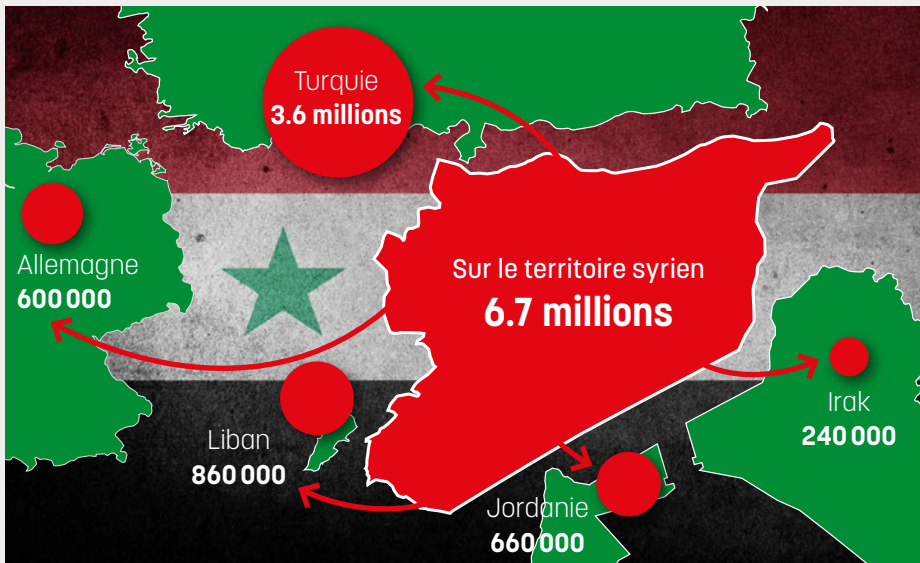 Turquie
3.6 millions
Allemagne
600 000
Sur le territoire syrien
6.7 millions
Liban
860 000
Irak
240 000
Jordanie
660 000